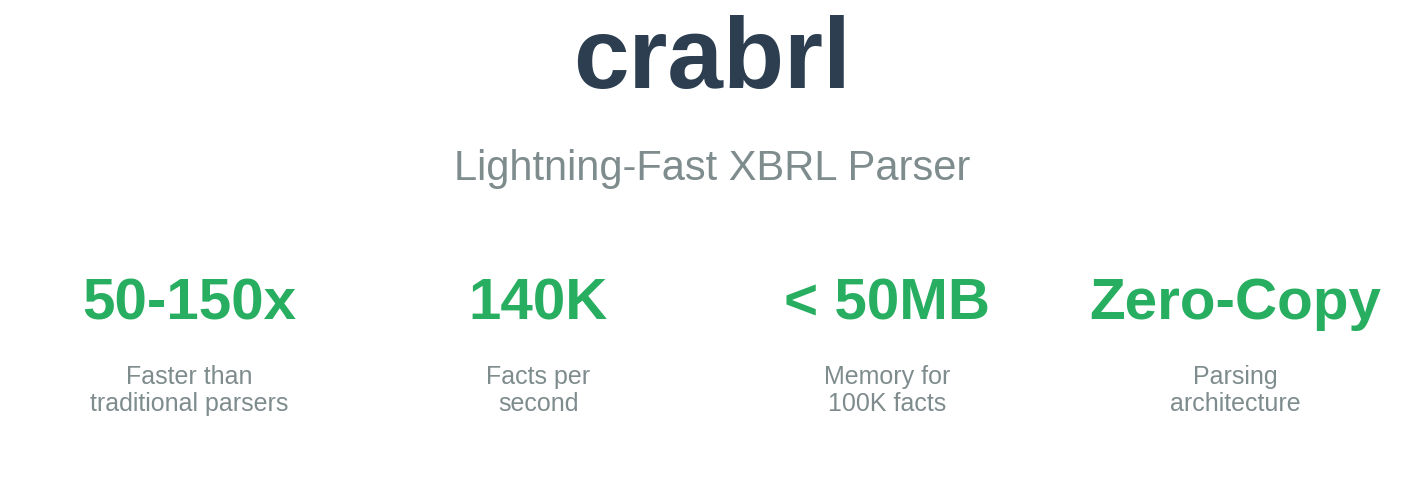 crabrl
Lightning-Fast XBRL Parser
50-150x
140K
< 50MB
Zero-Copy
Faster than
traditional parsers
Facts per
second
Memory for
100K facts
Parsing
architecture